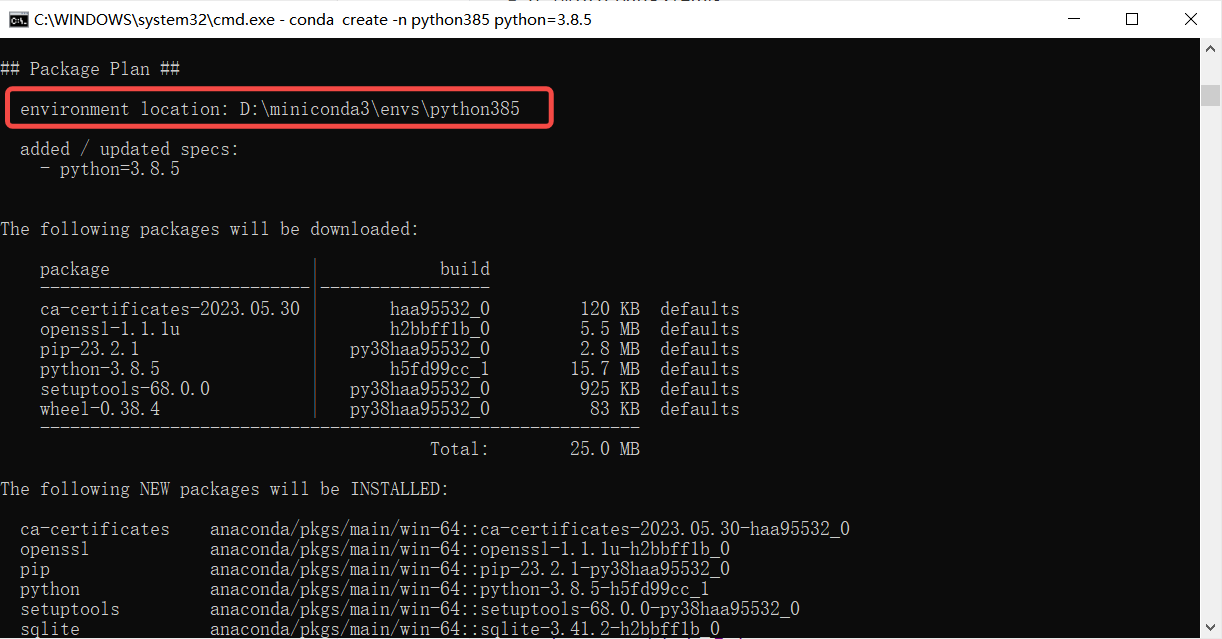 C:\WINDOWS\system32\cmd.exe - conda  create -n python385 python=3.8.5
## Package Plan ##
environment location: D:\miniconda3\envs\python385
added / updated specs:
- python=3.8.5
The following packages will be downloaded:
package | build
---------------------------|-----------------
ca-certificates-2023.05.30 | haa95532_0 120 KB defaults
openssl-1.1.1u | h2bbff1b_0 5.5 MB defaults
pip-23.2.1 | py38haa95532_0 2.8 MB defaults
python-3.8.5 | h5fd99cc_1 15.7 MB defaults
setuptools-68.0.0 | py38haa95532_0 925 KB defaults
wheel-0.38.4 | py38haa95532_0 83 KB defaults
------------------------------------------------------------
Total: 25.0 MB
The following NEW packages will be INSTALLED:
ca-certificates anaconda/pkgs/main/win-64::ca-certificates-2023.05.30-haa95532_0
openssl anaconda/pkgs/main/win-64::openssl-1.1.1u-h2bbff1b_0
pip anaconda/pkgs/main/win-64::pip-23.2.1-py38haa95532_0
python anaconda/pkgs/main/win-64::python-3.8.5-h5fd99cc_1
setuptools anaconda/pkgs/main/win-64::setuptools-68.0.0-py38haa95532_0
sqlite anaconda/pkgs/main/win-64::sqlite-3.41.2-h2bbff1b_0